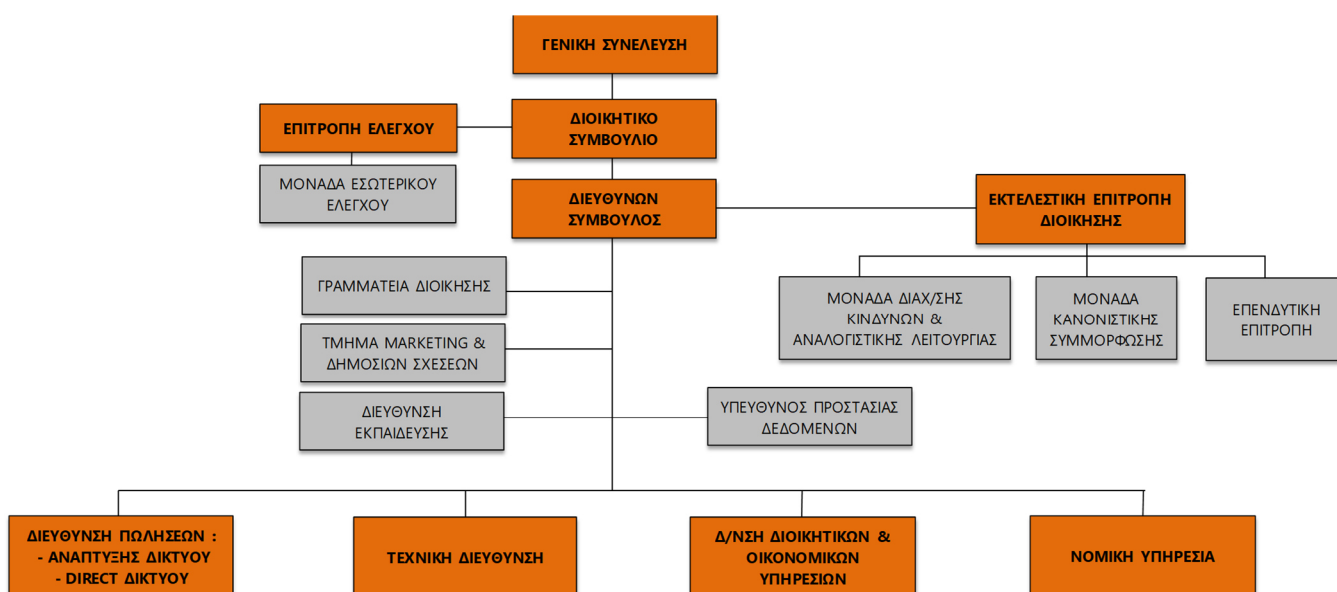 ΓΕΝΙΚΗ ΣΥΝΕΛΕΥΣΗ
ΕΠΙΤΡΟΠΗ ΕΛΕΓΧΟΥ
ΔΙΟΙΚΗΤΙΚΟ
ΣΥΜΒΟΥΛΙΟ
ΜΟΝΑΔΑ ΕΣΩΤΕΡΙΚΟΥ
ΕΛΕΓΧΟΥ
ΔΙΕΥΘΥΝΩΝ
ΣΥΜΒΟΥΛΟΣ
ΕΚΤΕΛΕΣΤΙΚΗ ΕΠΙΤΡΟΠΗ
ΔΙΟΙΚΗΣΗΣ
ΓΡΑΜΜΑΤΕΙΑ ΔΙΟΙΚΗΣΗΣ
ΜΟΝΑΔΑ ΔΙΑΧ/ΣΗΣ
ΚΙΝΔΥΝΩΝ &
ΑΝΑΛΟΓΙΣΤΙΚΗΣ ΛΕΙΤΟΥΡΓΙΑΣ
ΜΟΝΑΔΑ
ΚΑΝΟΝΙΣΤΙΚΗΣ
ΣΥΜΜΟΡΦΩΣΗΣ
ΕΠΕΝΔΥΤΙΚΗ
ΕΠΙΤΡΟΠΗ
ΤΜΗΜΑ MARKETING &
ΔΗΜΟΣΙΩΝ ΣΧΕΣΕΩΝ
ΔΙΕΥΘΥΝΣΗ
ΕΚΠΑΙΔΕΥΣΗΣ
ΥΠΕΥΘΥΝΟΣ ΠΡΟΣΤΑΣΙΑΣ
ΔΕΔΟΜΕΝΩΝ
ΔΙΕΥΘΥΝΣΗ ΠΩΛΗΣΕΩΝ :
- ΑΝΑΠΤΥΞΗΣ ΔΙΚΤΥΟΥ
- DIRECT ΔΙΚΤΥΟΥ
ΤΕΧΝΙΚΗ ΔΙΕΥΘΥΝΣΗ
Δ/ΝΣΗ ΔΙΟΙΚΗΤΙΚΩΝ &
ΟΙΚΟΝΟΜΙΚΩΝ
ΥΠΗΡΕΣΙΩΝ
ΝΟΜΙΚΗ ΥΠΗΡΕΣΙΑ